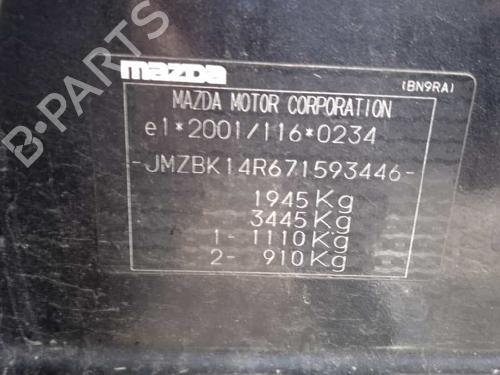 mazda
(BN9RA)
MAZDA MOTOR CORPORATION
e1*2001/116*0234
-JMZBK14R671593446-
1945Kg
3445Kg
1- 1110Kg
2- 910Kg
B-PARTS